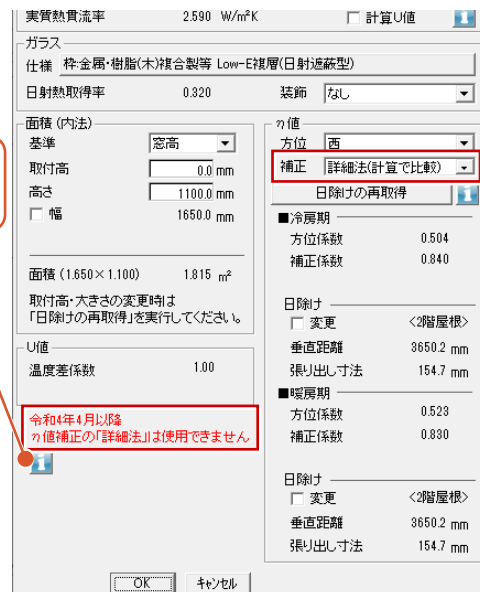 実質熱貫流率 2.590 W/m²K □ 計算U値
ガラス
仕様 枠:金属・樹脂(木)複合製等 Low-E複層(日射遮蔽型)
日射熱取得率 0.320 装飾 なし
面積(内法)
基準 窓高
取付高 0.0 mm
高さ 1100.0 mm
□ 幅 1650.0 mm
面積(1.650×1.100) 1.815 m²
取付高・大きさの変更時は
「日除けの再取得」を実行してください。
U値
温度差係数 1.00
令和4年4月以降
η値補正の「詳細法」は使用できません
η値
方位 西
補正 詳細法(計算で比較)
日除けの再取得
■冷房期
方位係数 0.504
補正係数 0.840
日除け
□ 変更 <2階屋根>
垂直距離 3650.2 mm
張り出し寸法 154.7 mm
■暖房期
方位係数 0.523
補正係数 0.830
日除け
□ 変更 <2階屋根>
垂直距離 3650.2 mm
張り出し寸法 154.7 mm
OK キャンセル